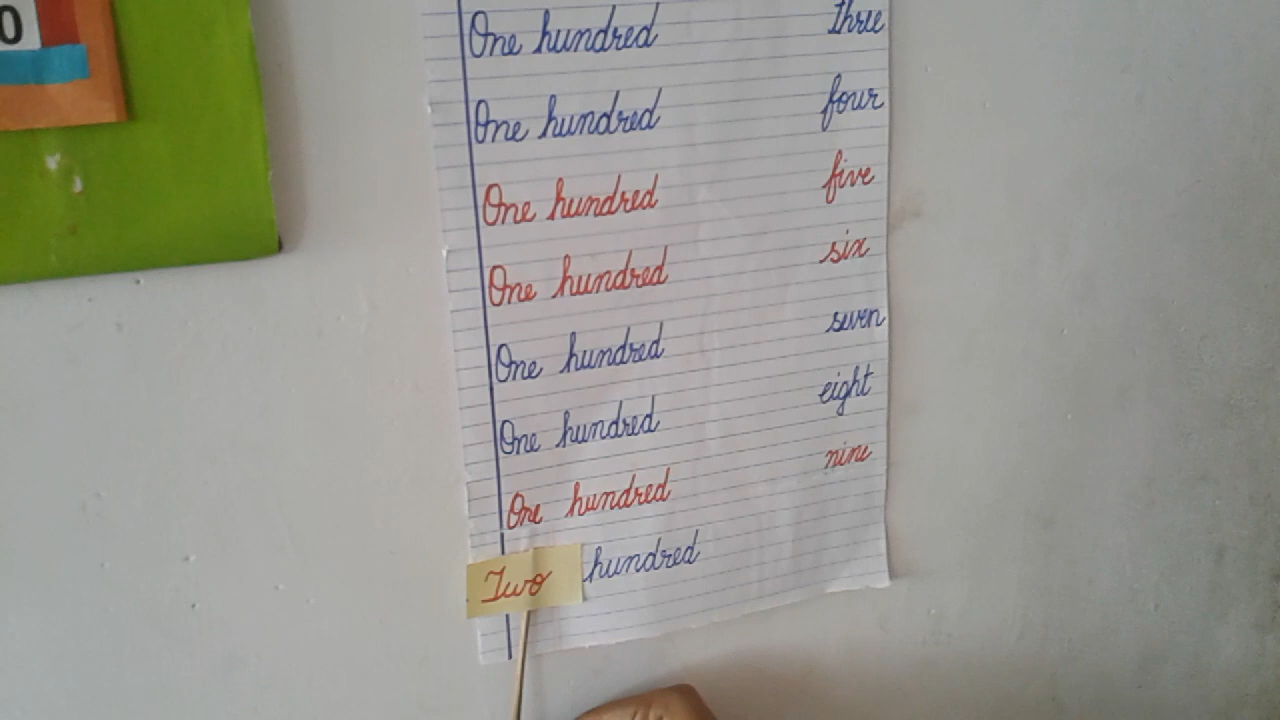 0
One hundred three
One hundred four
One hundred five
One hundred six
One hundred seven
One hundred eight
One hundred nine
Two hundred